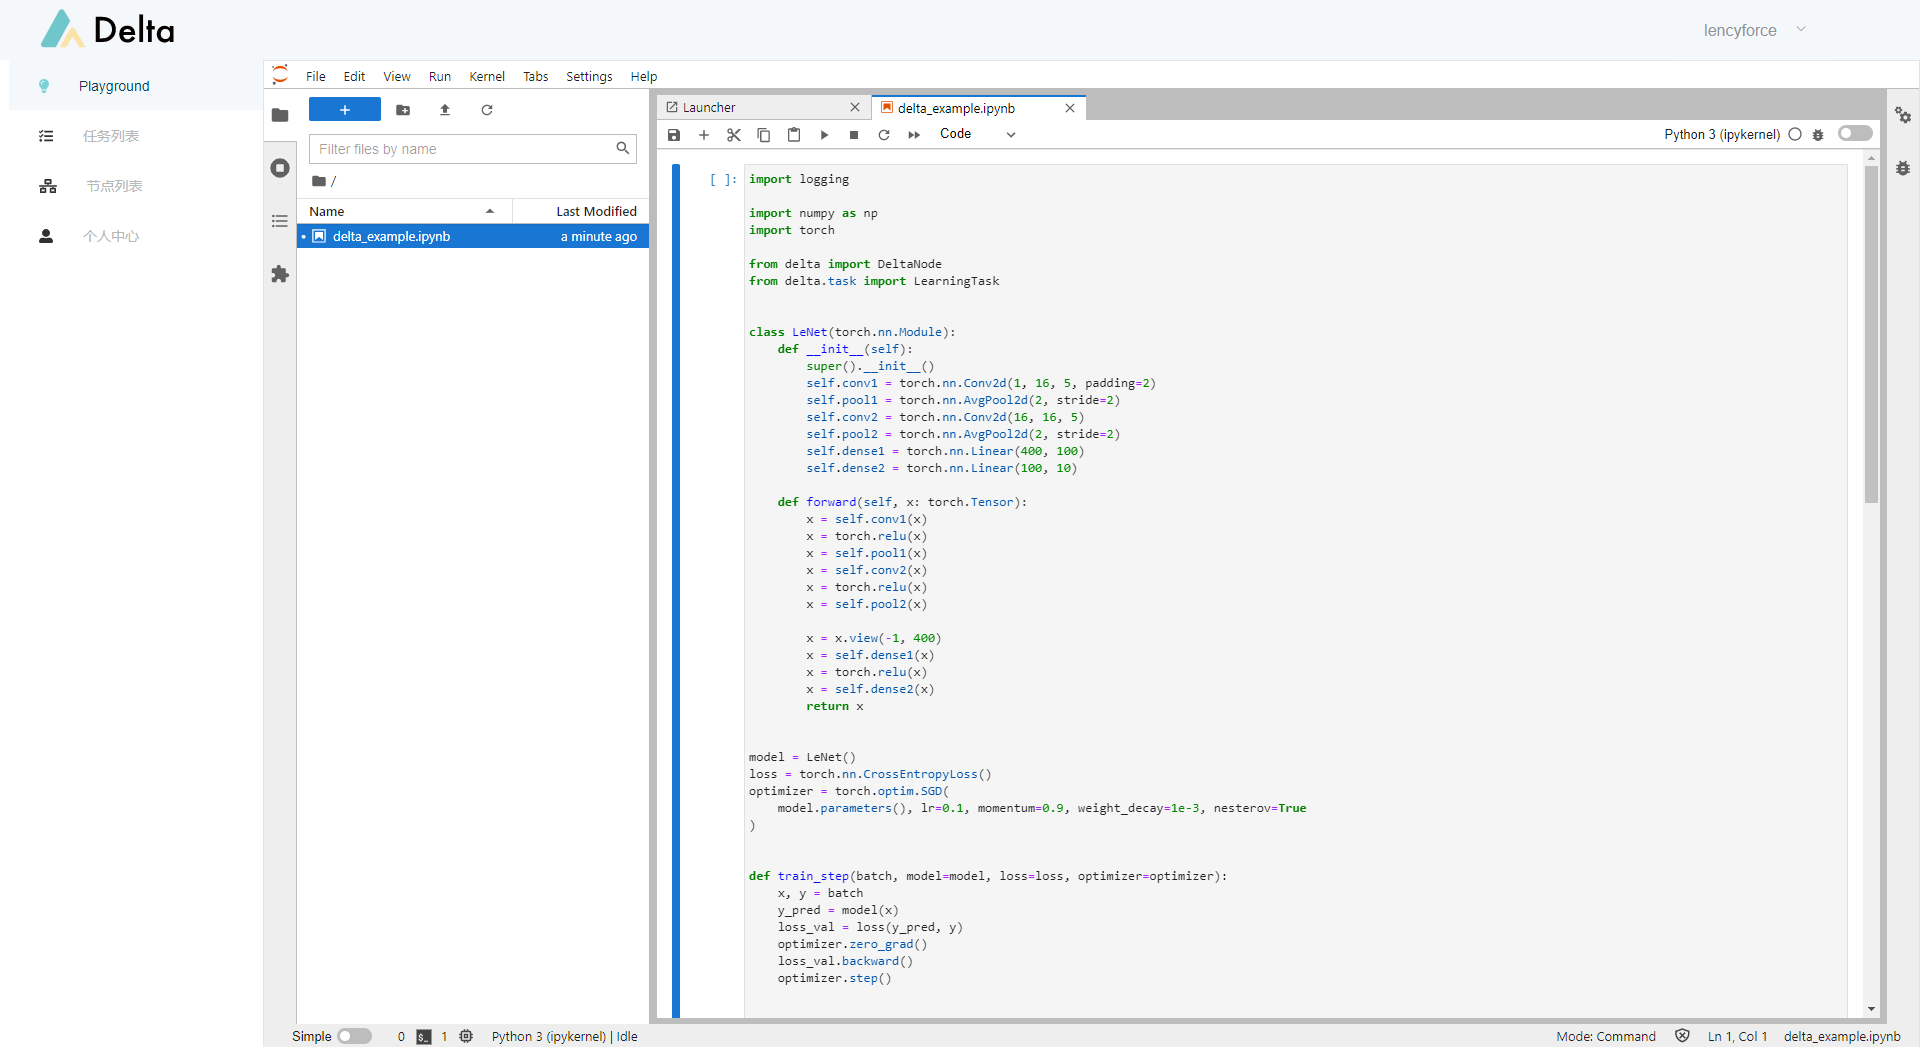 Delta
lencyforce
Playground
任务列表
节点列表
个人中心
File Edit View Run Kernel Tabs Settings Help
+
Filter files by name
/
Name Last Modified
delta_example.ipynb a minute ago
Launcher
delta_example.ipynb
Code
Python 3 (ipykernel)
[ ]:
import logging
import numpy as np
import torch
from delta import DeltaNode
from delta.task import LearningTask
class LeNet(torch.nn.Module):
def __init__(self):
super().__init__()
self.conv1 = torch.nn.Conv2d(1, 16, 5, padding=2)
self.pool1 = torch.nn.AvgPool2d(2, stride=2)
self.conv2 = torch.nn.Conv2d(16, 16, 5)
self.pool2 = torch.nn.AvgPool2d(2, stride=2)
self.dense1 = torch.nn.Linear(400, 100)
self.dense2 = torch.nn.Linear(100, 10)
def forward(self, x: torch.Tensor):
x = self.conv1(x)
x = torch.relu(x)
x = self.pool1(x)
x = self.conv2(x)
x = torch.relu(x)
x = self.pool2(x)
x = x.view(-1, 400)
x = self.dense1(x)
x = torch.relu(x)
x = self.dense2(x)
return x
model = LeNet()
loss = torch.nn.CrossEntropyLoss()
optimizer = torch.optim.SGD(
model.parameters(), lr=0.1, momentum=0.9, weight_decay=1e-3, nesterov=True
)
def train_step(batch, model=model, loss=loss, optimizer=optimizer):
x, y = batch
y_pred = model(x)
loss_val = loss(y_pred, y)
optimizer.zero_grad()
loss_val.backward()
optimizer.step()
Simple 0 $_ 1 Python 3 (ipykernel) | Idle
Mode: Command Ln 1, Col 1 delta_example.ipynb